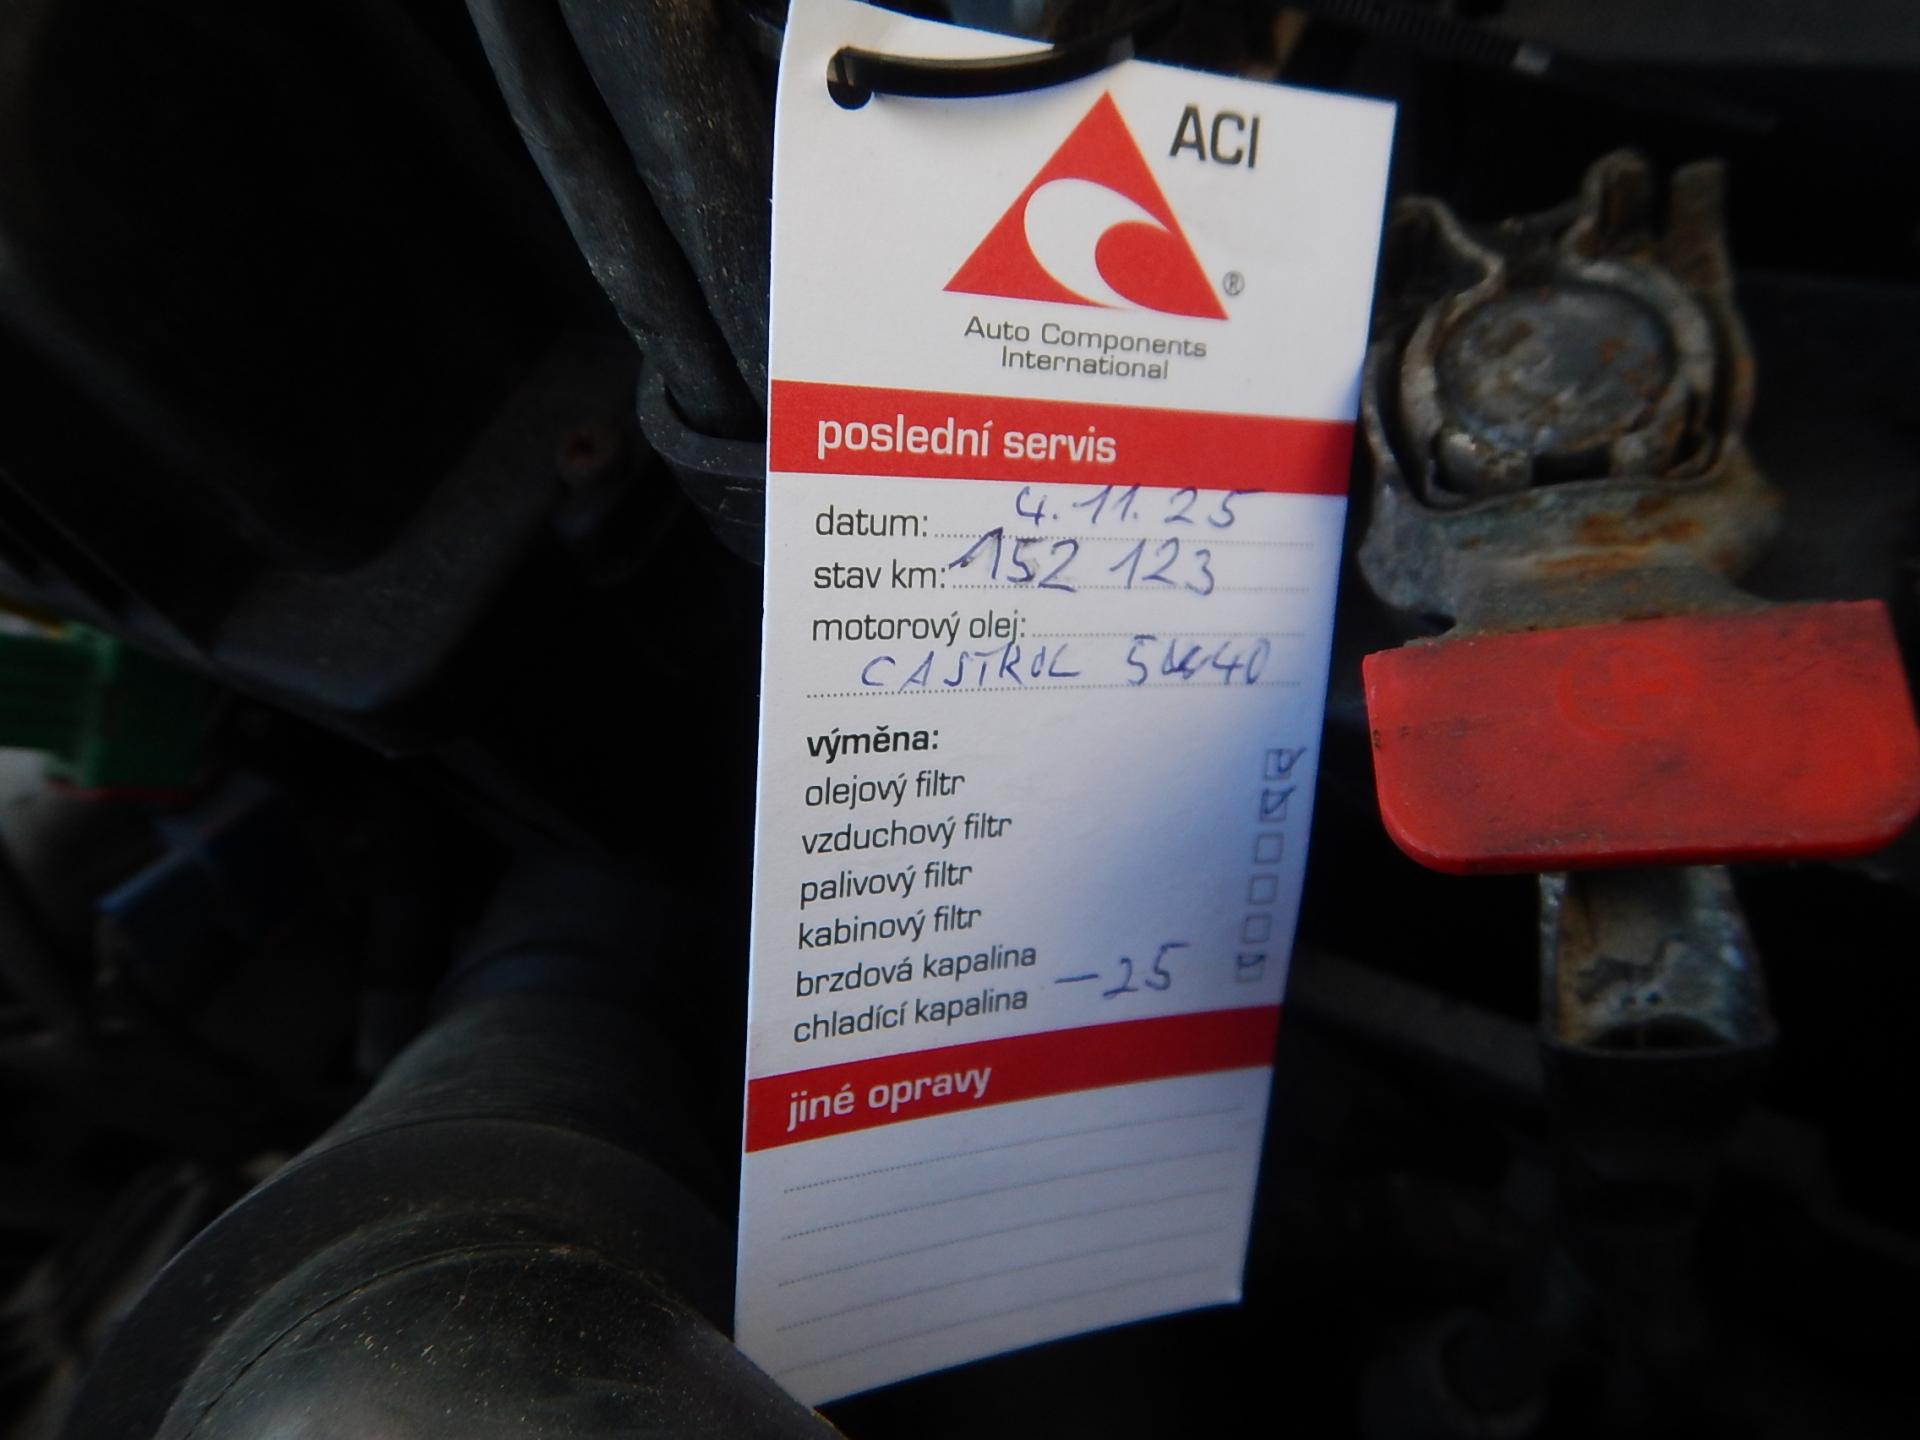 ACI
®
Auto Components
International
poslední servis
datum: 4.11.25
stav km: 152 123
motorový olej:
CASTROL 5W40
výměna:
olejový filtr
vzduchový filtr
palivový filtr
kabinový filtr
brzdová kapalina
chladící kapalina -25
jiné opravy